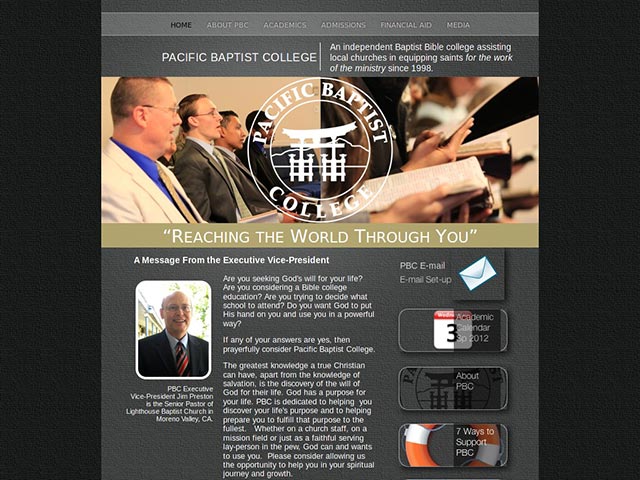 HOME ABOUT PBC ACADEMICS ADMISSIONS FINANCIAL AID MEDIA
PACIFIC BAPTIST COLLEGE
An independent Baptist Bible college assisting
local churches in equipping saints for the work
of the ministry since 1998.
PACIFIC BAPTIST
COLLEGE
“REACHING THE WORLD THROUGH YOU”
A Message From the Executive Vice-President
Are you seeking God's will for your life?
Are you considering a Bible college
education? Are you trying to decide what
school to attend? Do you want God to put
His hand on you and use you in a powerful
way?
If any of your answers are yes, then
prayerfully consider Pacific Baptist College.
The greatest knowledge a true Christian
can have, apart from the knowledge of
salvation, is the discovery of the will of
God for their life. God has a purpose for
your life. PBC is dedicated to helping you
discover your life's purpose and to helping
prepare you to fulfill that purpose to the
fullest. Whether on a church staff, on a
mission field or just as a faithful serving
lay-person in the pew, God can and wants
to use you. Please consider allowing us
the opportunity to help you in your spiritual
journey and growth.
PBC Executive
Vice-President Jim Preston
is the Senior Pastor of
Lighthouse Baptist Church in
Moreno Valley, CA.
PBC E-mail
E-mail Set-up
3
Academic
Calendar
Sp 2012
About
PBC
7 Ways to
Support
PBC